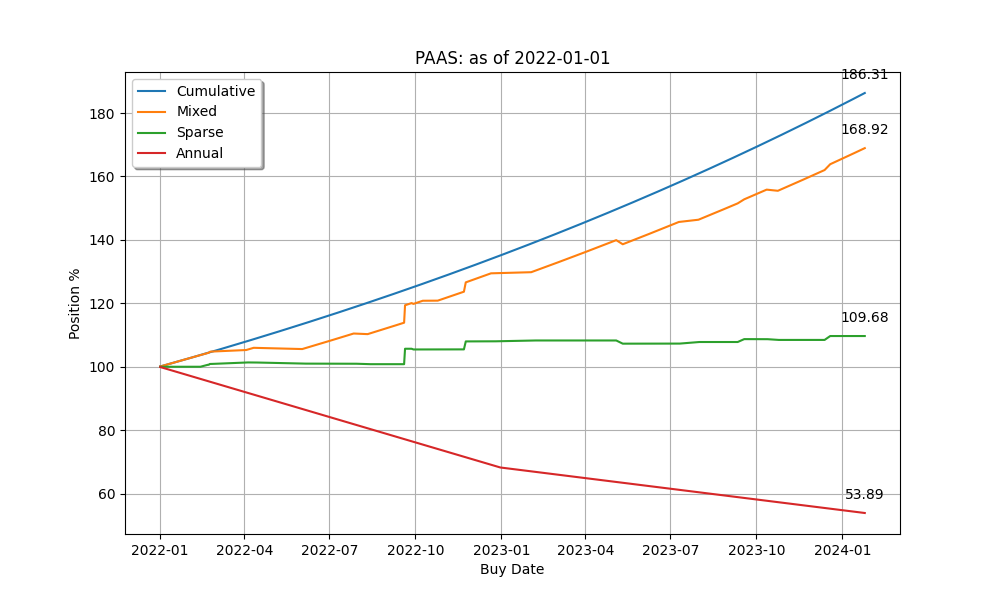 PAAS: as of 2022-01-01
Cumulative
Mixed
Sparse
Annual
186.31
168.92
109.68
53.89
Position %
180
160
140
120
100
80
60
2022-01 2022-04 2022-07 2022-10 2023-01 2023-04 2023-07 2023-10 2024-01
Buy Date